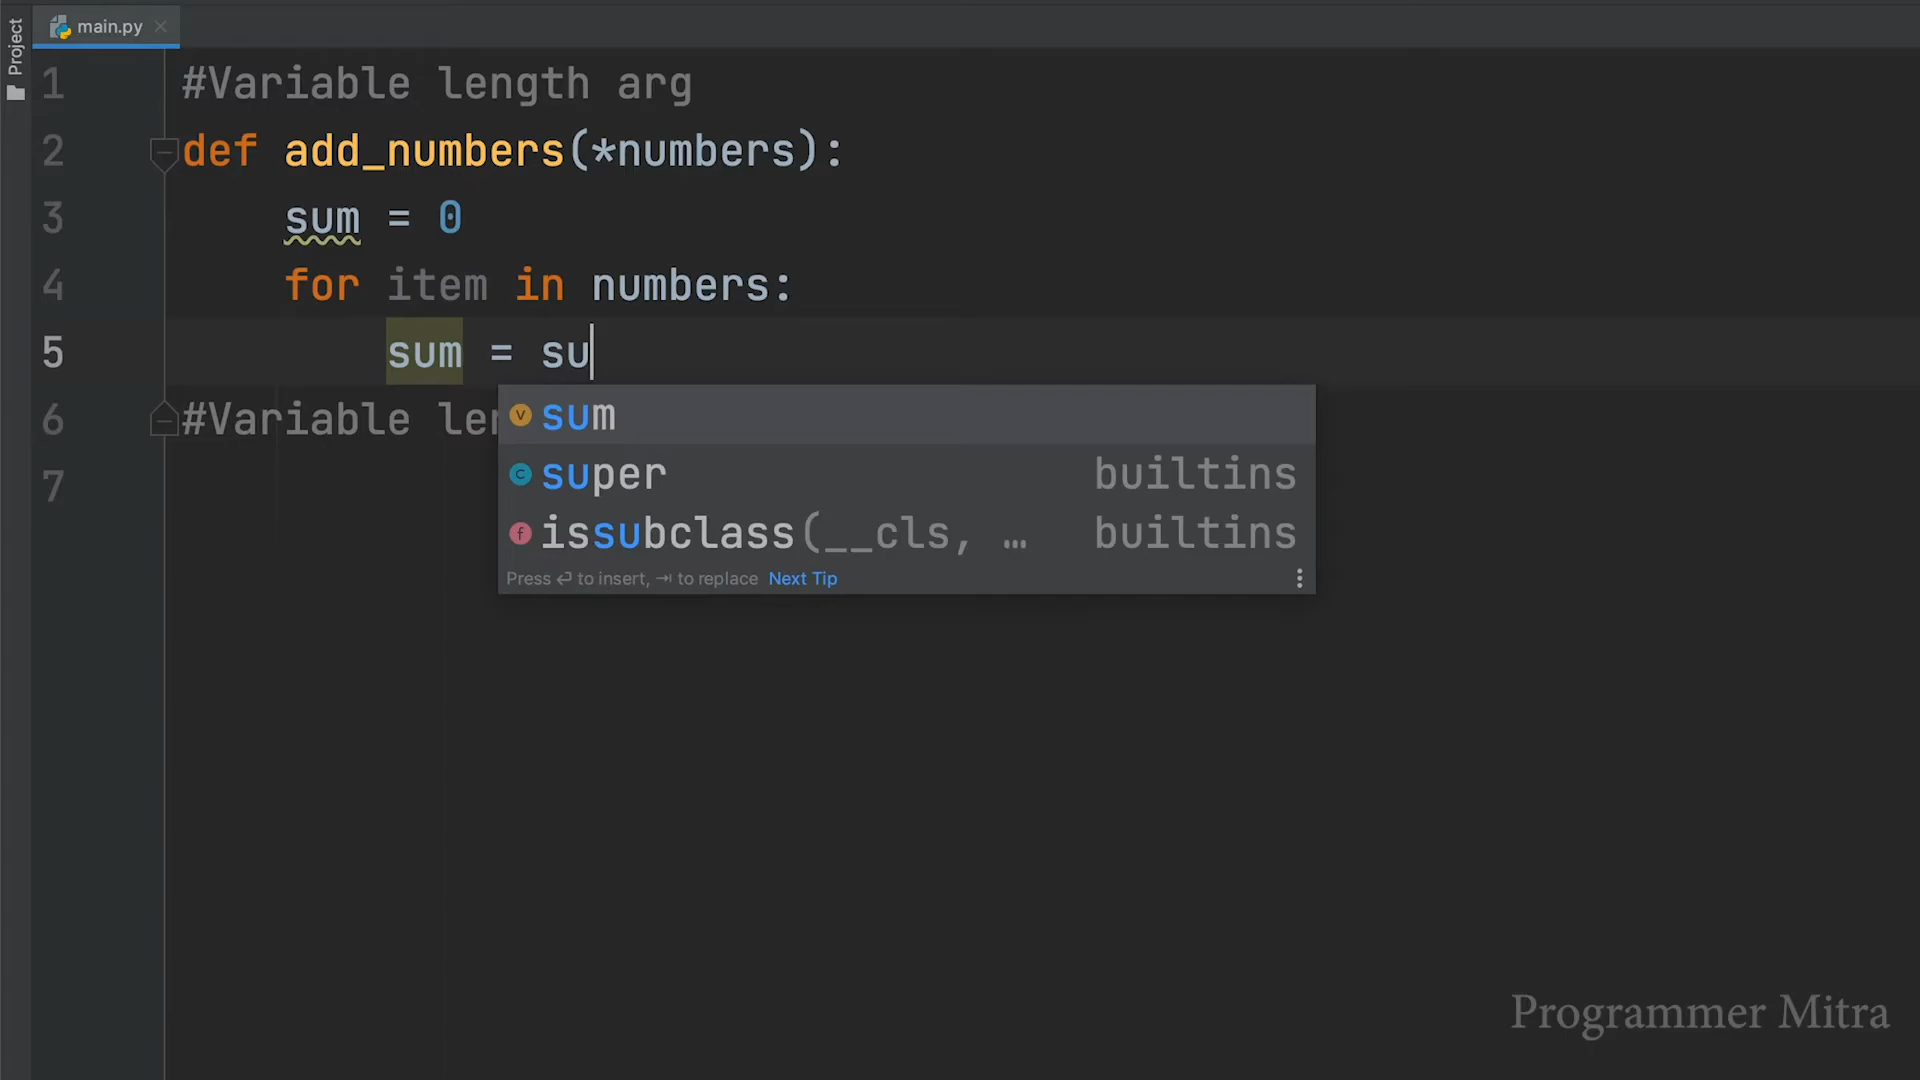 Project
main.py
1 #Variable length arg
2 def add_numbers(*numbers):
3 sum = 0
4 for item in numbers:
5 sum = su
6 #Variable ler
7
v sum
c super builtins
f issubclass(__cls, … builtins
Press ↵ to insert, ⇥ to replace Next Tip
Programmer Mitra